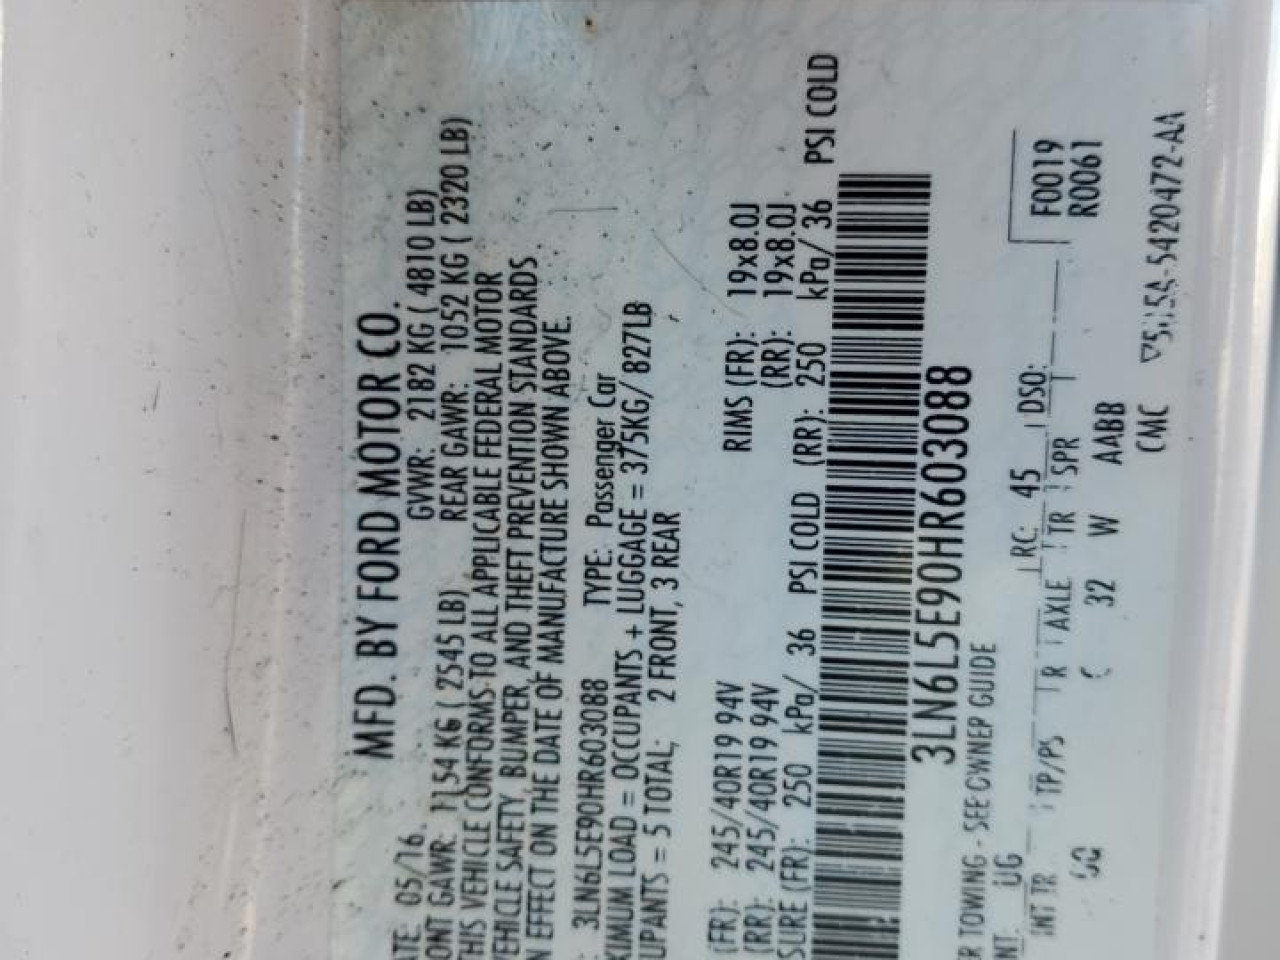 MFD. BY FORD MOTOR CO.
ATE: 05/16 GVWR: 2182 KG ( 4810 LB)
ONT GAWR: 1154 KG ( 2545 LB) REAR GAWR: 1052 KG ( 2320 LB)
THIS VEHICLE CONFORMS TO ALL APPLICABLE FEDERAL MOTOR
VEHICLE SAFETY, BUMPER, AND THEFT PREVENTION STANDARDS
N EFFECT ON THE DATE OF MANUFACTURE SHOWN ABOVE.
: 3LN6L5E90HR603088 TYPE: Passenger Car
XIMUM LOAD = OCCUPANTS + LUGGAGE = 375KG/ 827LB
UPANTS = 5 TOTAL; 2 FRONT, 3 REAR
(FR): 245/40R19 94V RIMS (FR): 19x8.0J
(RR): 245/40R19 94V (RR): 19x8.0J
SURE (FR): 250 kPa/ 36 PSI COLD (RR): 250 kPa/ 36 PSI COLD
3LN6L5E90HR603088
R TOWING - SEE OWNER GUIDE
NT: UG RC: 45 DSO: F0019
INT TR TP/PS R AXLE TR SPR R0061
C 32 W AABB
CMC